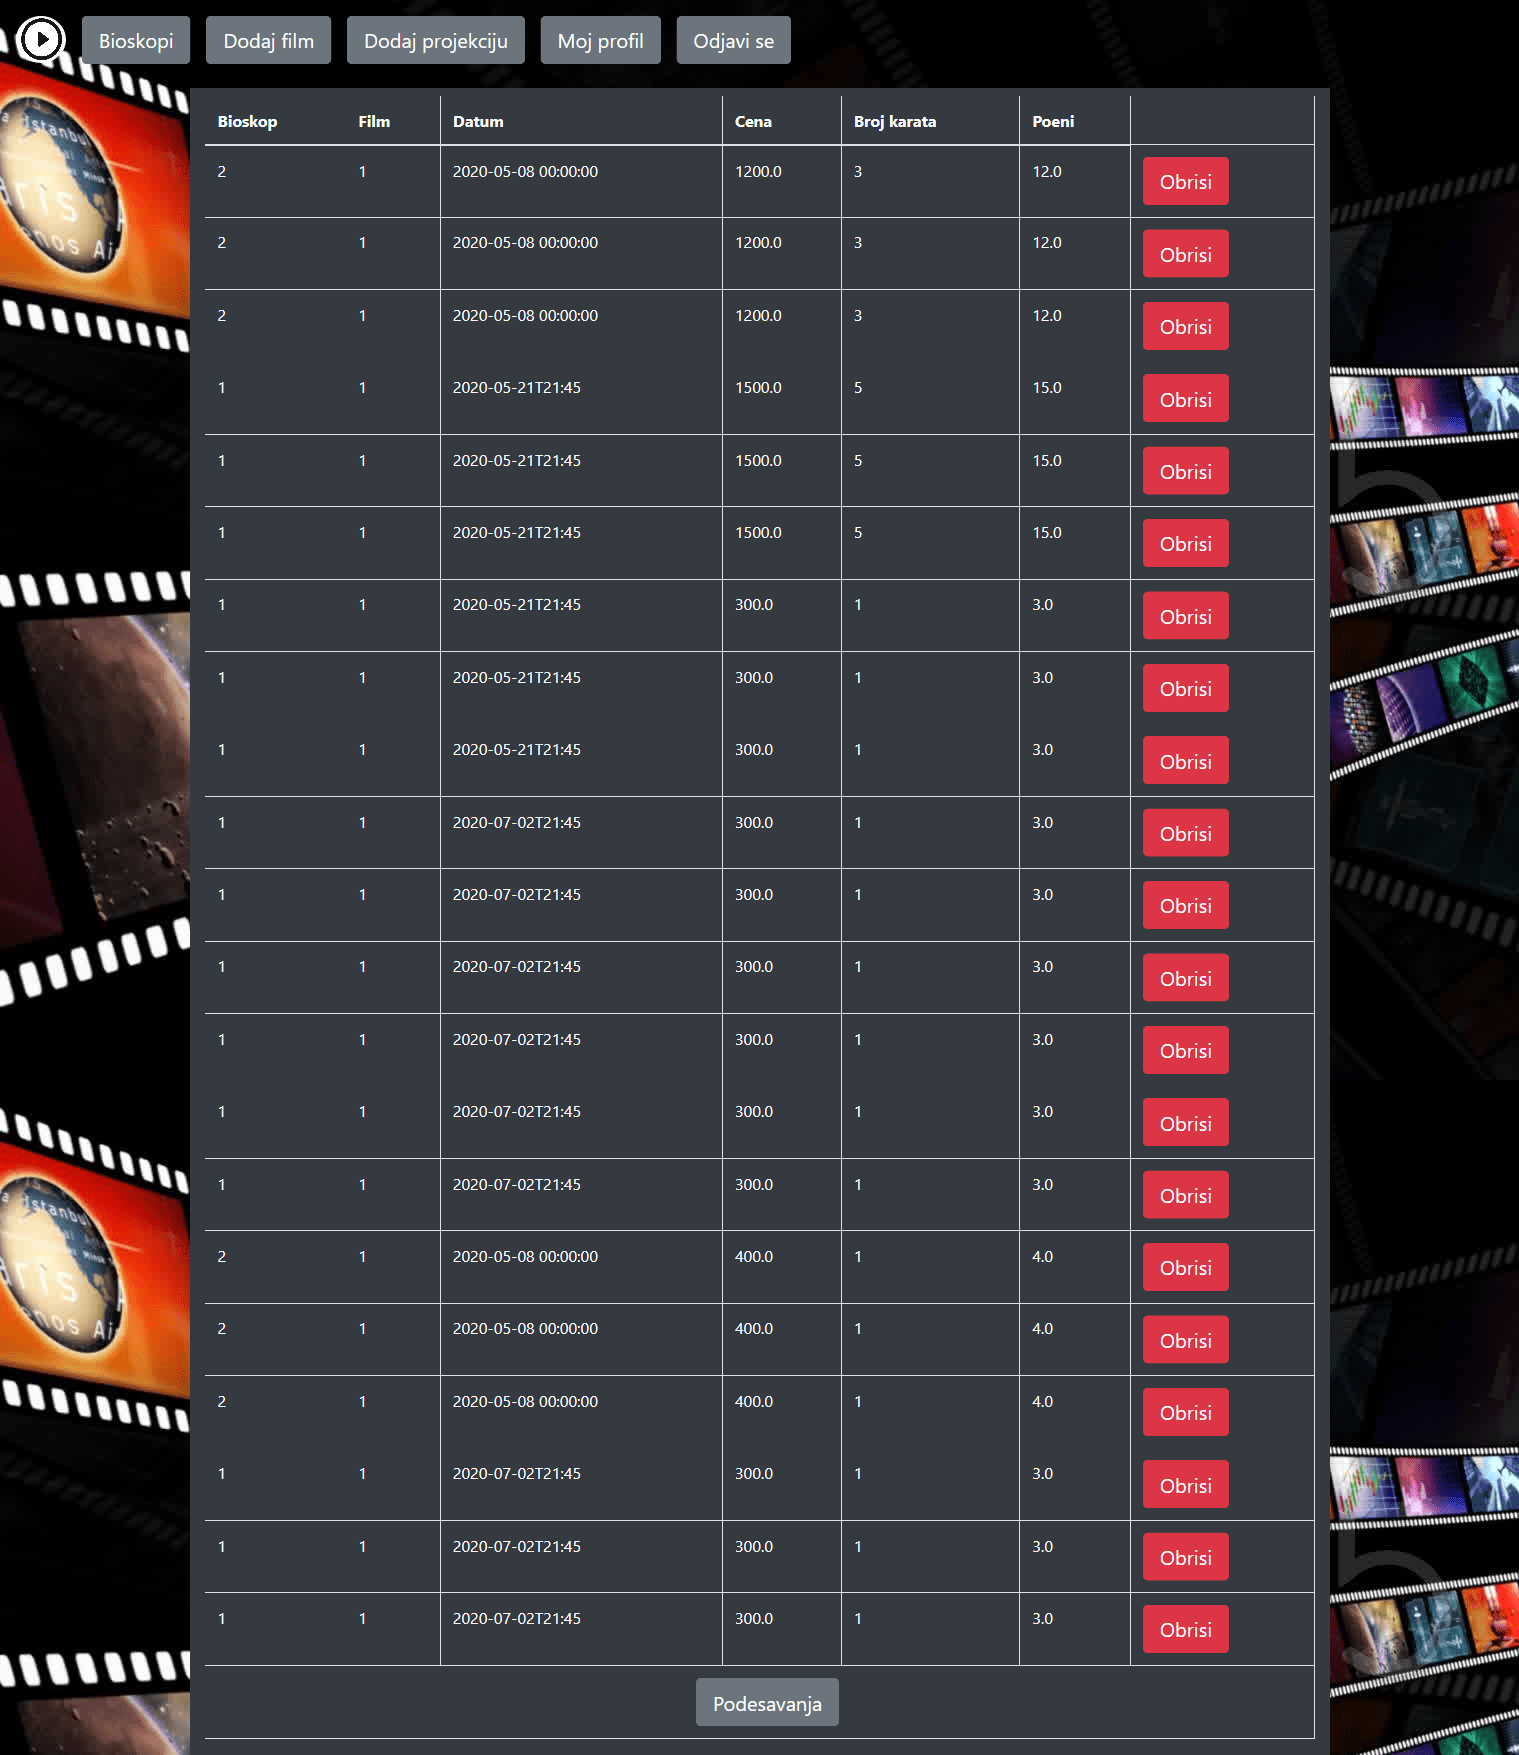 Bioskopi Dodaj film Dodaj projekciju Moj profil Odjavi se
Bioskop Film Datum Cena Broj karata Poeni
2 1 2020-05-08 00:00:00 1200.0 3 12.0 Obrisi
2 1 2020-05-08 00:00:00 1200.0 3 12.0 Obrisi
2 1 2020-05-08 00:00:00 1200.0 3 12.0 Obrisi
1 1 2020-05-21T21:45 1500.0 5 15.0 Obrisi
1 1 2020-05-21T21:45 1500.0 5 15.0 Obrisi
1 1 2020-05-21T21:45 1500.0 5 15.0 Obrisi
1 1 2020-05-21T21:45 300.0 1 3.0 Obrisi
1 1 2020-05-21T21:45 300.0 1 3.0 Obrisi
1 1 2020-05-21T21:45 300.0 1 3.0 Obrisi
1 1 2020-07-02T21:45 300.0 1 3.0 Obrisi
1 1 2020-07-02T21:45 300.0 1 3.0 Obrisi
1 1 2020-07-02T21:45 300.0 1 3.0 Obrisi
1 1 2020-07-02T21:45 300.0 1 3.0 Obrisi
1 1 2020-07-02T21:45 300.0 1 3.0 Obrisi
1 1 2020-07-02T21:45 300.0 1 3.0 Obrisi
2 1 2020-05-08 00:00:00 400.0 1 4.0 Obrisi
2 1 2020-05-08 00:00:00 400.0 1 4.0 Obrisi
2 1 2020-05-08 00:00:00 400.0 1 4.0 Obrisi
1 1 2020-07-02T21:45 300.0 1 3.0 Obrisi
1 1 2020-07-02T21:45 300.0 1 3.0 Obrisi
1 1 2020-07-02T21:45 300.0 1 3.0 Obrisi
Podesavanja